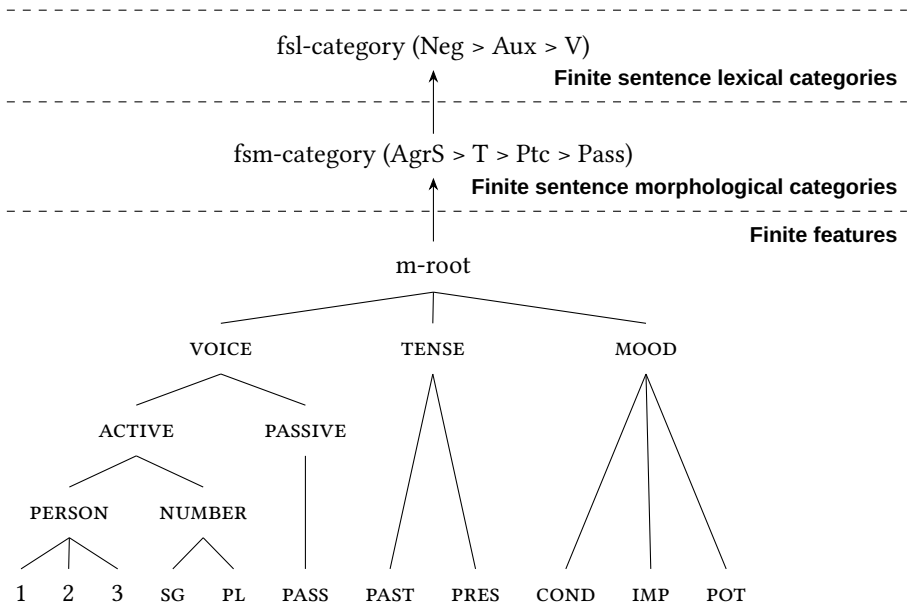 fsl-category (Neg > Aux > V)
Finite sentence lexical categories
fsm-category (AgrS > T > Ptc > Pass)
Finite sentence morphological categories
Finite features
m-root
VOICE TENSE MOOD
ACTIVE PASSIVE
PERSON NUMBER
1 2 3 SG PL PASS PAST PRES COND IMP POT